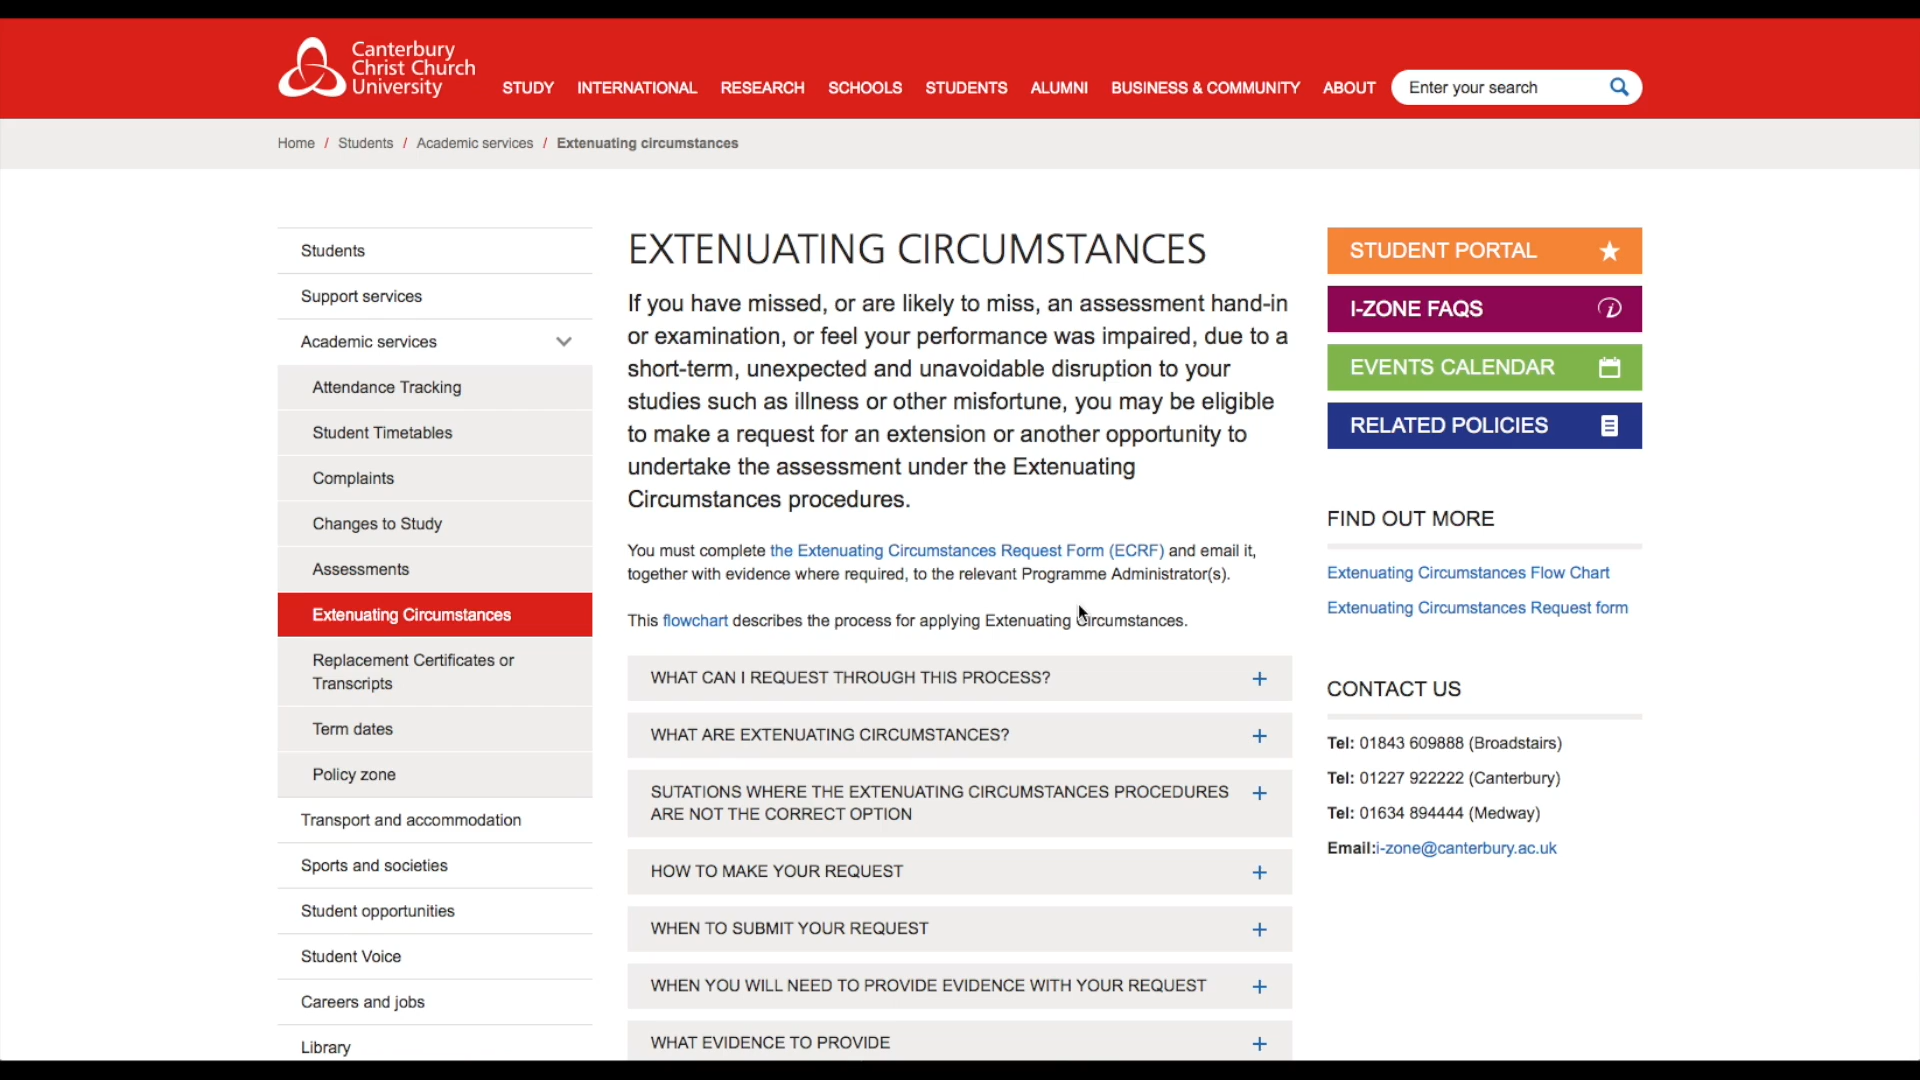 Canterbury
Christ Church
University
STUDY INTERNATIONAL RESEARCH SCHOOLS STUDENTS ALUMNI BUSINESS & COMMUNITY ABOUT
Enter your search
Home / Students / Academic services / Extenuating circumstances
Students
Support services
Academic services
Attendance Tracking
Student Timetables
Complaints
Changes to Study
Assessments
Extenuating Circumstances
Replacement Certificates or
Transcripts
Term dates
Policy zone
Transport and accommodation
Sports and societies
Student opportunities
Student Voice
Careers and jobs
Library
EXTENUATING CIRCUMSTANCES
If you have missed, or are likely to miss, an assessment hand-in
or examination, or feel your performance was impaired, due to a
short-term, unexpected and unavoidable disruption to your
studies such as illness or other misfortune, you may be eligible
to make a request for an extension or another opportunity to
undertake the assessment under the Extenuating
Circumstances procedures.
You must complete the Extenuating Circumstances Request Form (ECRF) and email it,
together with evidence where required, to the relevant Programme Administrator(s).
This flowchart describes the process for applying Extenuating Circumstances.
WHAT CAN I REQUEST THROUGH THIS PROCESS? +
WHAT ARE EXTENUATING CIRCUMSTANCES? +
SUTATIONS WHERE THE EXTENUATING CIRCUMSTANCES PROCEDURES +
ARE NOT THE CORRECT OPTION
HOW TO MAKE YOUR REQUEST +
WHEN TO SUBMIT YOUR REQUEST +
WHEN YOU WILL NEED TO PROVIDE EVIDENCE WITH YOUR REQUEST +
WHAT EVIDENCE TO PROVIDE +
STUDENT PORTAL
I-ZONE FAQS
EVENTS CALENDAR
RELATED POLICIES
FIND OUT MORE
Extenuating Circumstances Flow Chart
Extenuating Circumstances Request form
CONTACT US
Tel: 01843 609888 (Broadstairs)
Tel: 01227 922222 (Canterbury)
Tel: 01634 894444 (Medway)
Email:i-zone@canterbury.ac.uk